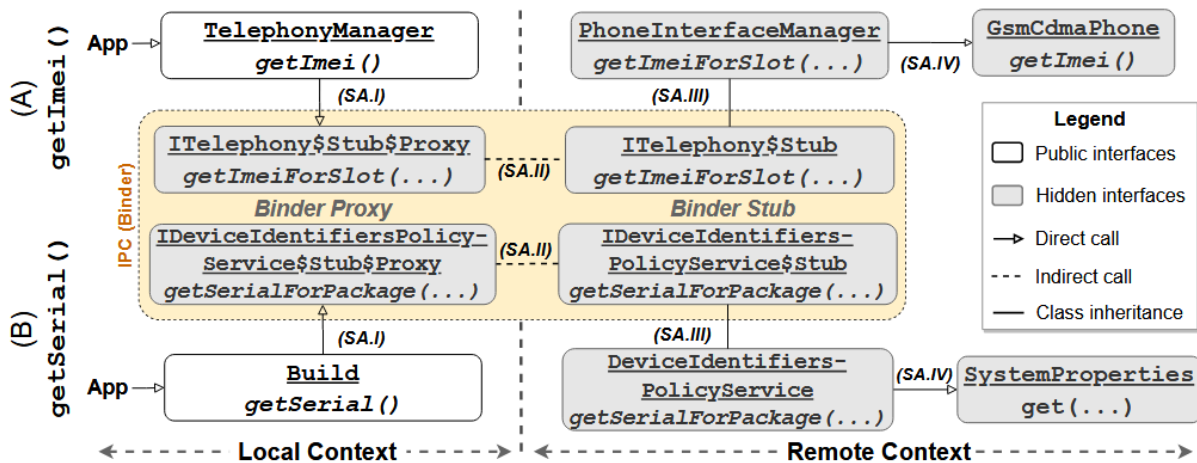 (A)
getImei()
App
TelephonyManager
getImei()
(SA.I)
PhoneInterfaceManager
getImeiForSlot(...)
(SA.III)
(SA.IV)
GsmCdmaPhone
getImei()
IPC (Binder)
ITelephony$Stub$Proxy
getImeiForSlot(...)
(SA.II)
ITelephony$Stub
getImeiForSlot(...)
Binder Proxy
Binder Stub
IDeviceIdentifiersPolicy-
Service$Stub$Proxy
getSerialForPackage(...)
(SA.II)
IDeviceIdentifiers-
PolicyService$Stub
getSerialForPackage(...)
(B)
getSerial()
App
(SA.I)
Build
getSerial()
(SA.III)
DeviceIdentifiers-
PolicyService
getSerialForPackage(...)
(SA.IV)
SystemProperties
get(...)
Legend
Public interfaces
Hidden interfaces
Direct call
Indirect call
Class inheritance
Local Context
Remote Context